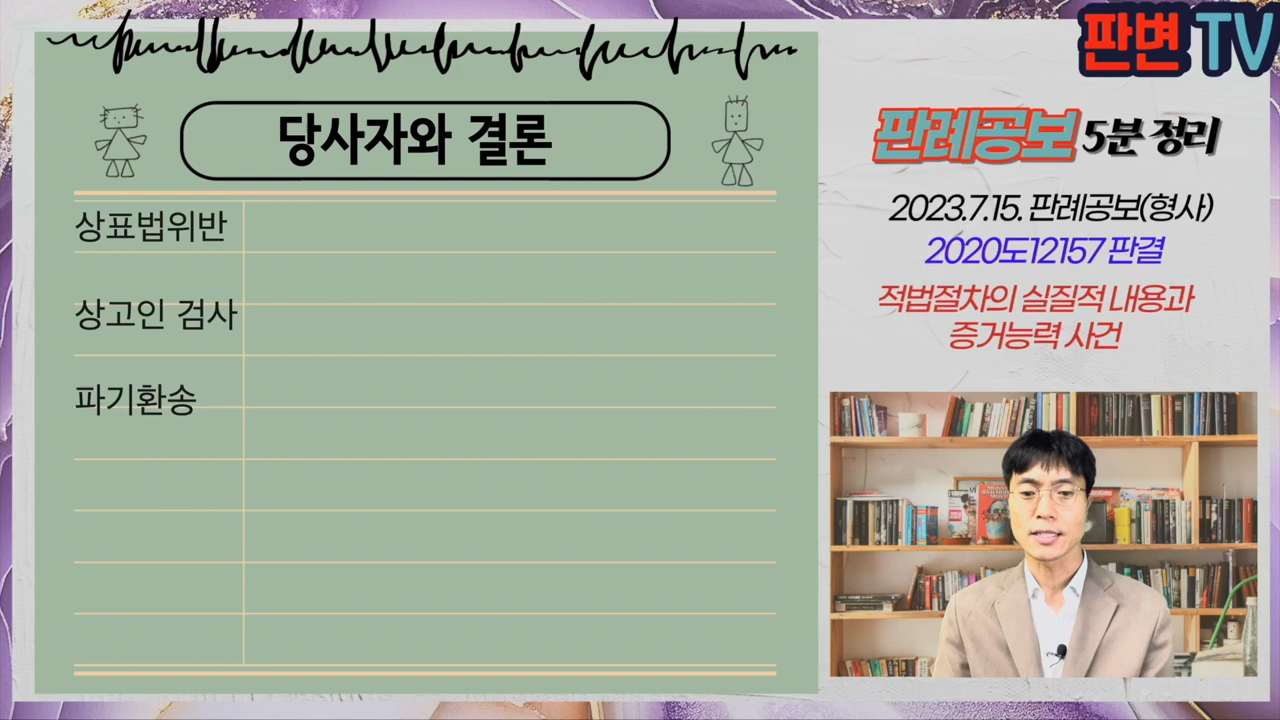 판변 TV
당사자와 결론
상표법위반
상고인 검사
파기환송
판례공보 5분 정리
2023.7.15. 판례공보(형사)
2020도12157 판결
적법절차의 실질적 내용과
증거능력 사건